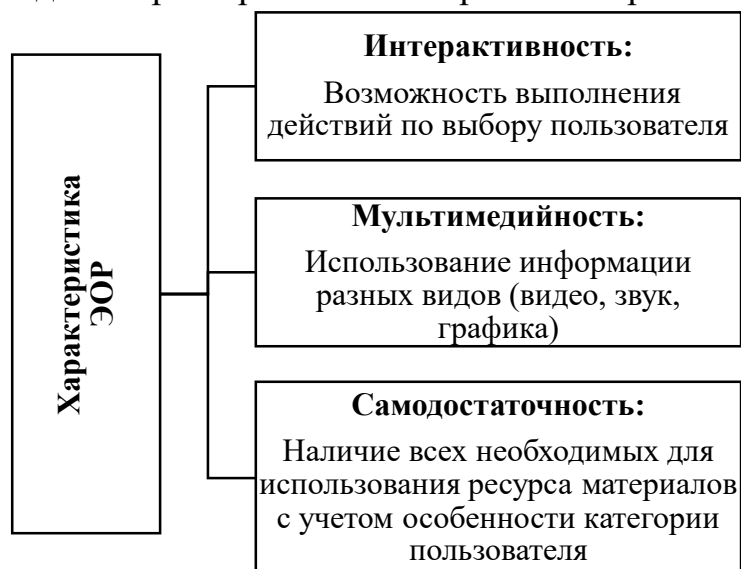 Интерактивность:
Возможность выполнения
действий по выбору пользователя
Характеристика
ЭОР
Мультимедийность:
Использование информации
разных видов (видео, звук,
графика)
Самодостаточность:
Наличие всех необходимых для
использования ресурса материалов
с учетом особенности категории
пользователя